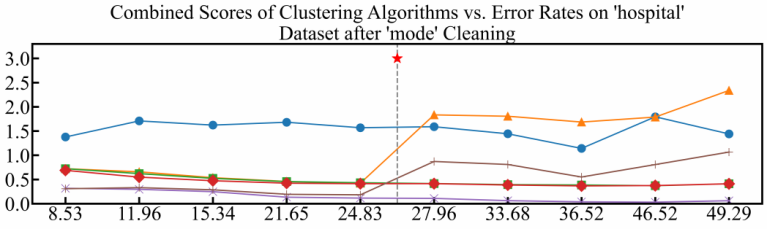 Combined Scores of Clustering Algorithms vs. Error Rates on 'hospital'
Dataset after 'mode' Cleaning
3.0
2.5
2.0
1.5
1.0
0.5
0.0
8.53 11.96 15.34 21.65 24.83 27.96 33.68 36.52 46.52 49.29